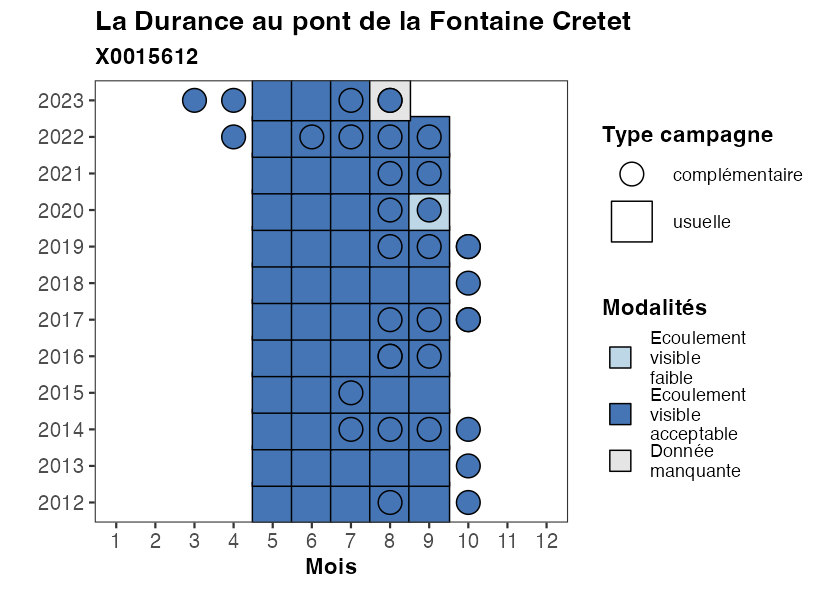 La Durance au pont de la Fontaine Cretet
X0015612
2023
2022
2021
2020
2019
2018
2017
2016
2015
2014
2013
2012
1 2 3 4 5 6 7 8 9 10 11 12
Mois
Type campagne
complémentaire
usuelle
Modalités
Ecoulement
visible
faible
Ecoulement
visible
acceptable
Donnée
manquante